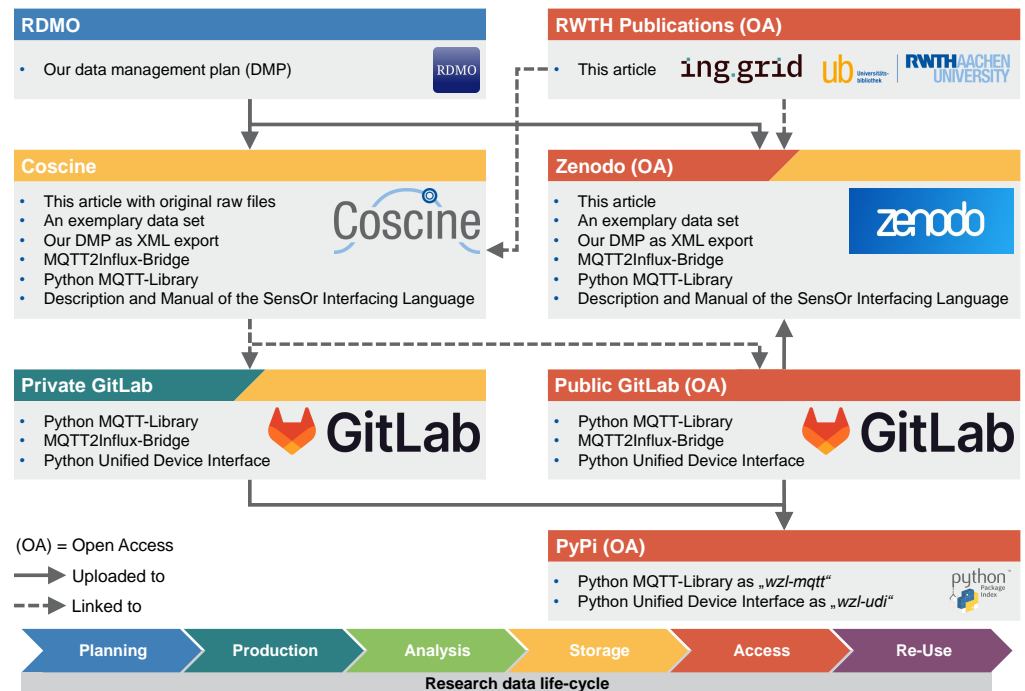 RDMO
• Our data management plan (DMP)
RDMO
RWTH Publications (OA)
• This article
ing.grid
ub Universitäts-
bibliothek
RWTHAACHEN
UNIVERSITY
Coscine
• This article with original raw files
• An exemplary data set
• Our DMP as XML export
• MQTT2Influx-Bridge
• Python MQTT-Library
• Description and Manual of the SensOr Interfacing Language
Coscine
Zenodo (OA)
• This article
• An exemplary data set
• Our DMP as XML export
• MQTT2Influx-Bridge
• Python MQTT-Library
• Description and Manual of the SensOr Interfacing Language
zenodo
Private GitLab
• Python MQTT-Library
• MQTT2Influx-Bridge
• Python Unified Device Interface
GitLab
Public GitLab (OA)
• Python MQTT-Library
• MQTT2Influx-Bridge
• Python Unified Device Interface
GitLab
(OA) = Open Access
Uploaded to
Linked to
PyPi (OA)
• Python MQTT-Library as „wzl-mqtt“
• Python Unified Device Interface as „wzl-udi“
python™
Package
Index
Planning
Production
Analysis
Storage
Access
Re-Use
Research data life-cycle